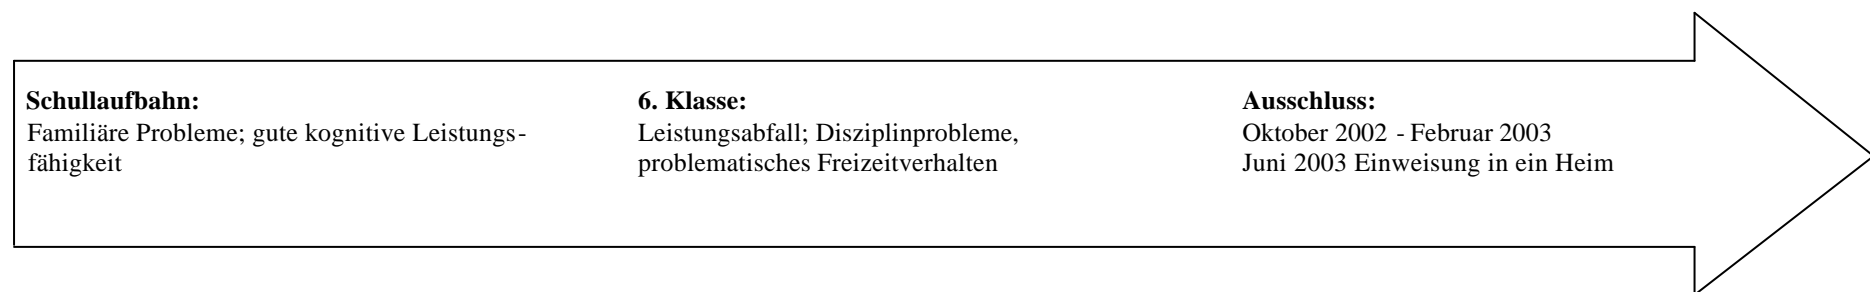 Schullaufbahn:
Familiäre Probleme; gute kognitive Leistungs-
fähigkeit
6. Klasse:
Leistungsabfall; Disziplinprobleme,
problematisches Freizeitverhalten
Ausschluss:
Oktober 2002 - Februar 2003
Juni 2003 Einweisung in ein Heim